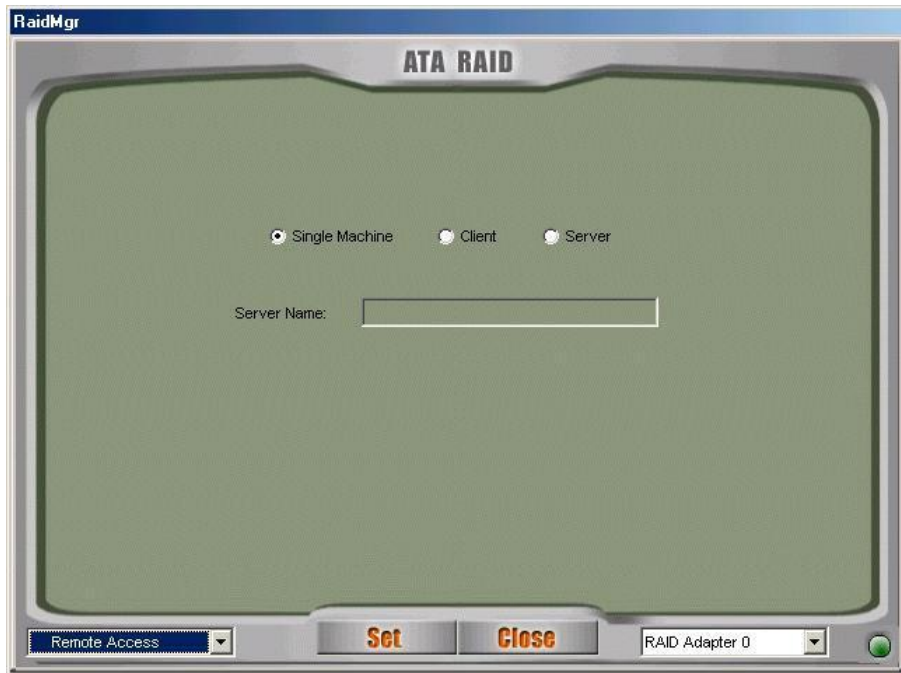 RaidMgr
ATA RAID
Single Machine Client Server
Server Name:
Remote Access Set Close RAID Adapter 0